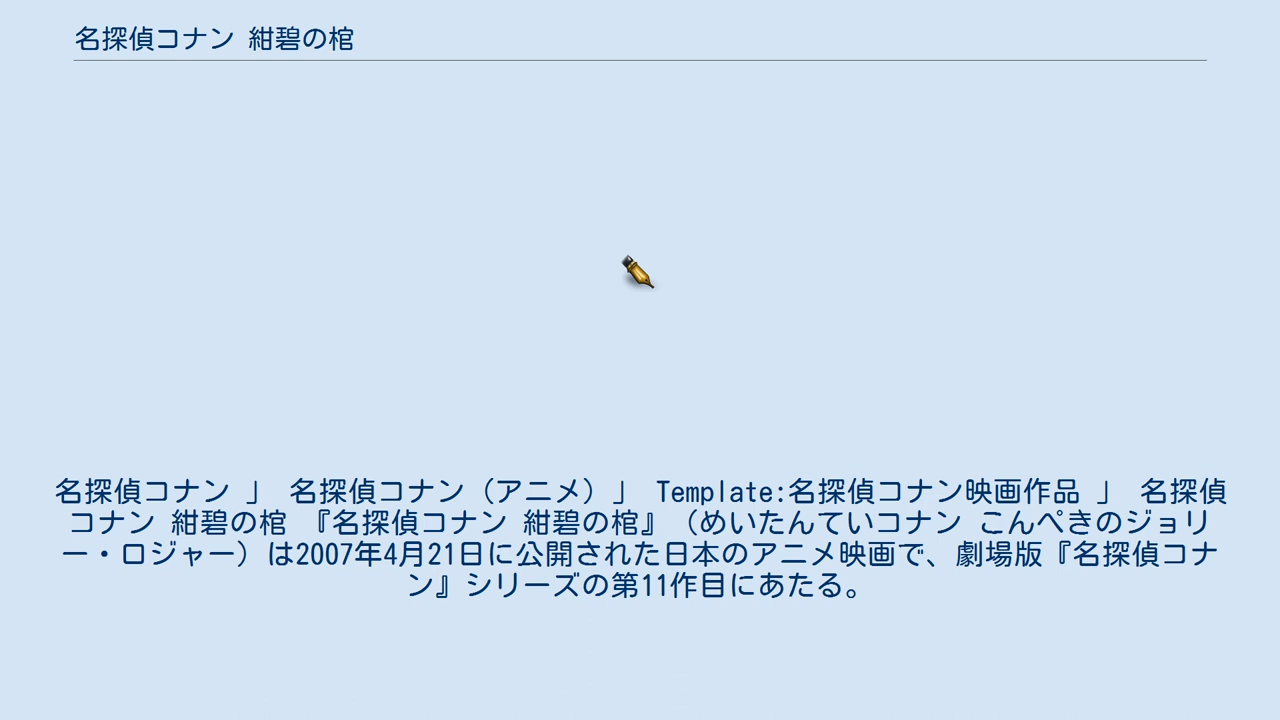 名探偵コナン 紺碧の棺
名探偵コナン 」 名探偵コナン（アニメ）」 Template:名探偵コナン映画作品 」 名探偵
コナン 紺碧の棺 『名探偵コナン 紺碧の棺』（めいたんていコナン こんぺきのジョリ
ー・ロジャー）は2007年4月21日に公開された日本のアニメ映画で、劇場版『名探偵コナ
ン』シリーズの第11作目にあたる。